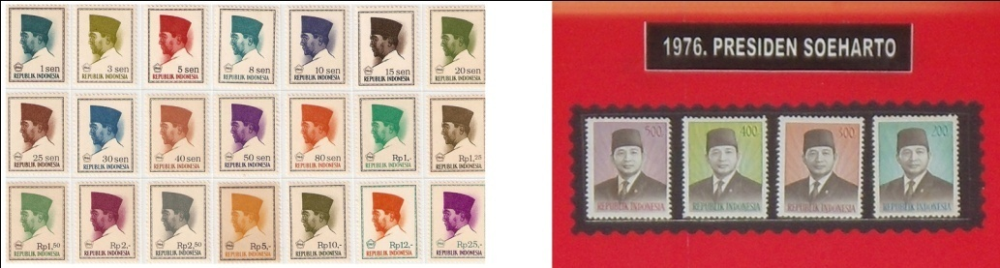 1 sen
REPUBLIK INDONESIA
3 sen
REPUBLIK INDONESIA
5 sen
REPUBLIK INDONESIA
8 sen
REPUBLIK INDONESIA
10 sen
REPUBLIK INDONESIA
15 sen
REPUBLIK INDONESIA
20 sen
REPUBLIK INDONESIA
25 sen
REPUBLIK INDONESIA
30 sen
REPUBLIK INDONESIA
40 sen
REPUBLIK INDONESIA
50 sen
REPUBLIK INDONESIA
80 sen
REPUBLIK INDONESIA
Rp1,-
REPUBLIK INDONESIA
Rp1,25
REPUBLIK INDONESIA
Rp1,50
REPUBLIK INDONESIA
Rp2,-
REPUBLIK INDONESIA
Rp2,50
REPUBLIK INDONESIA
Rp5,-
REPUBLIK INDONESIA
Rp10,-
REPUBLIK INDONESIA
Rp12,-
REPUBLIK INDONESIA
Rp25,-
REPUBLIK INDONESIA
1976. PRESIDEN SOEHARTO
500
REPUBLIK INDONESIA
400
REPUBLIK INDONESIA
300
REPUBLIK INDONESIA
200
REPUBLIK INDONESIA